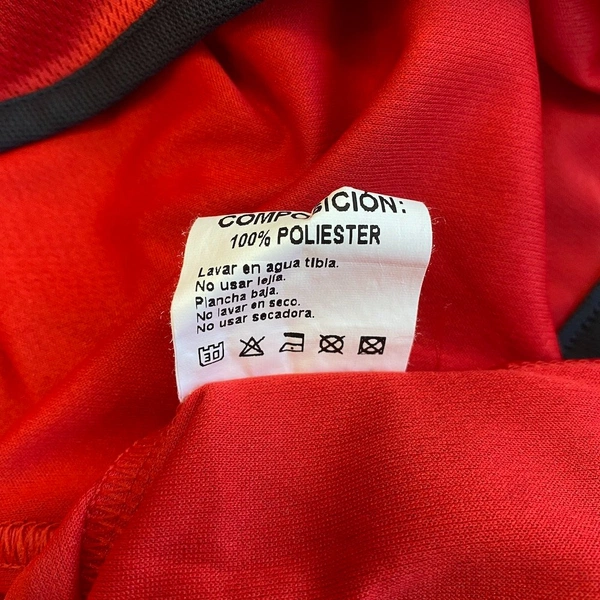 COMPOSICIÓN:
100% POLIESTER
Lavar en agua tibia.
No usar lejía.
Plancha baja.
No lavar en seco.
No usar secadora.
30